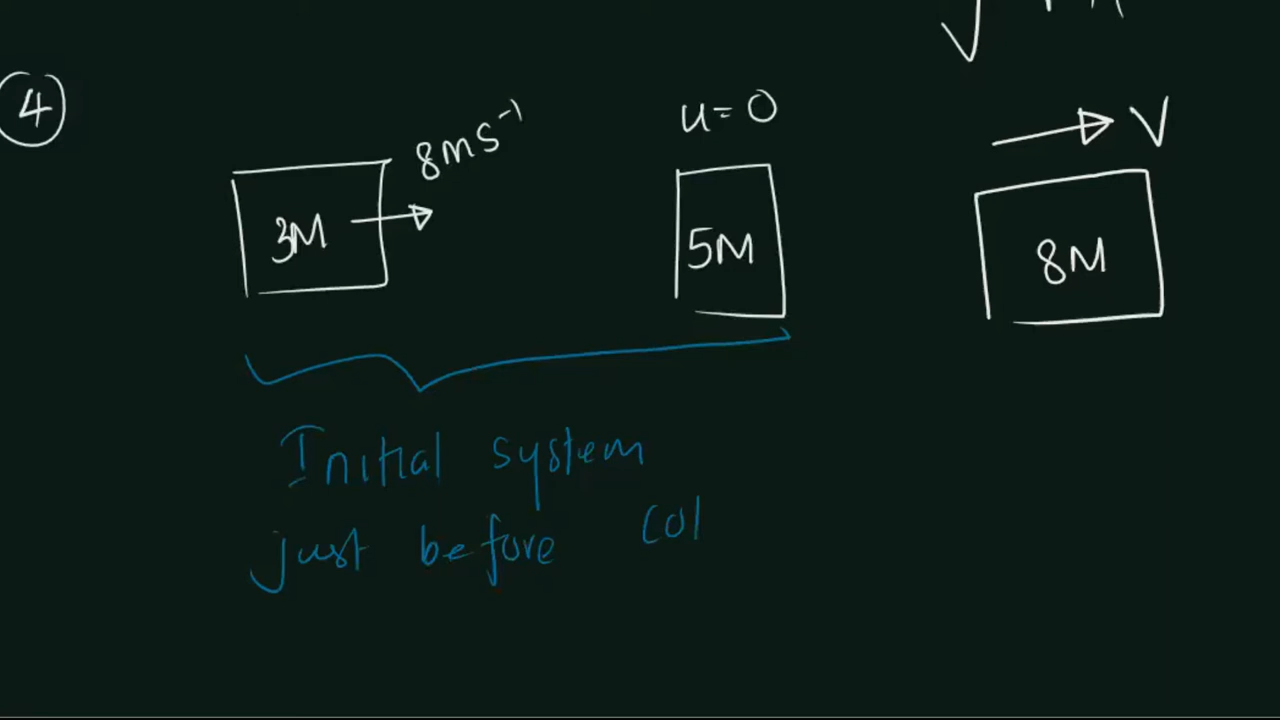 4
8ms⁻¹
u=0
V
3M
5M
8M
Initial system
just before col